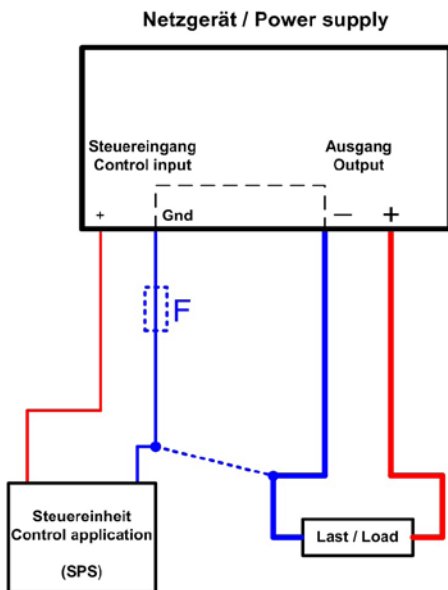 Netzgerät / Power supply
Steuereingang
Control input
Ausgang
Output
+
Gnd
—
+
F
Steuereinheit
Control application
(SPS)
Last / Load